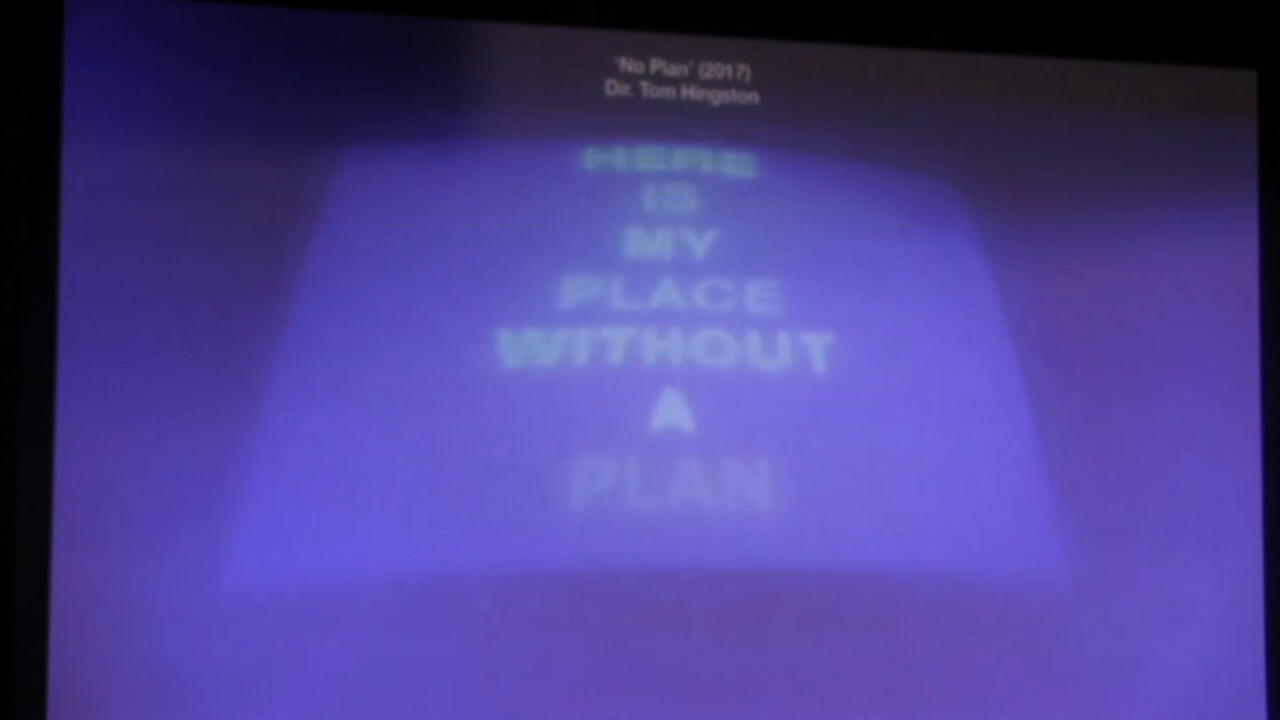 'No Plan' (2017)
Dir. Tom Hingston
HERE
IS
MY
PLACE
WITHOUT
A
PLAN